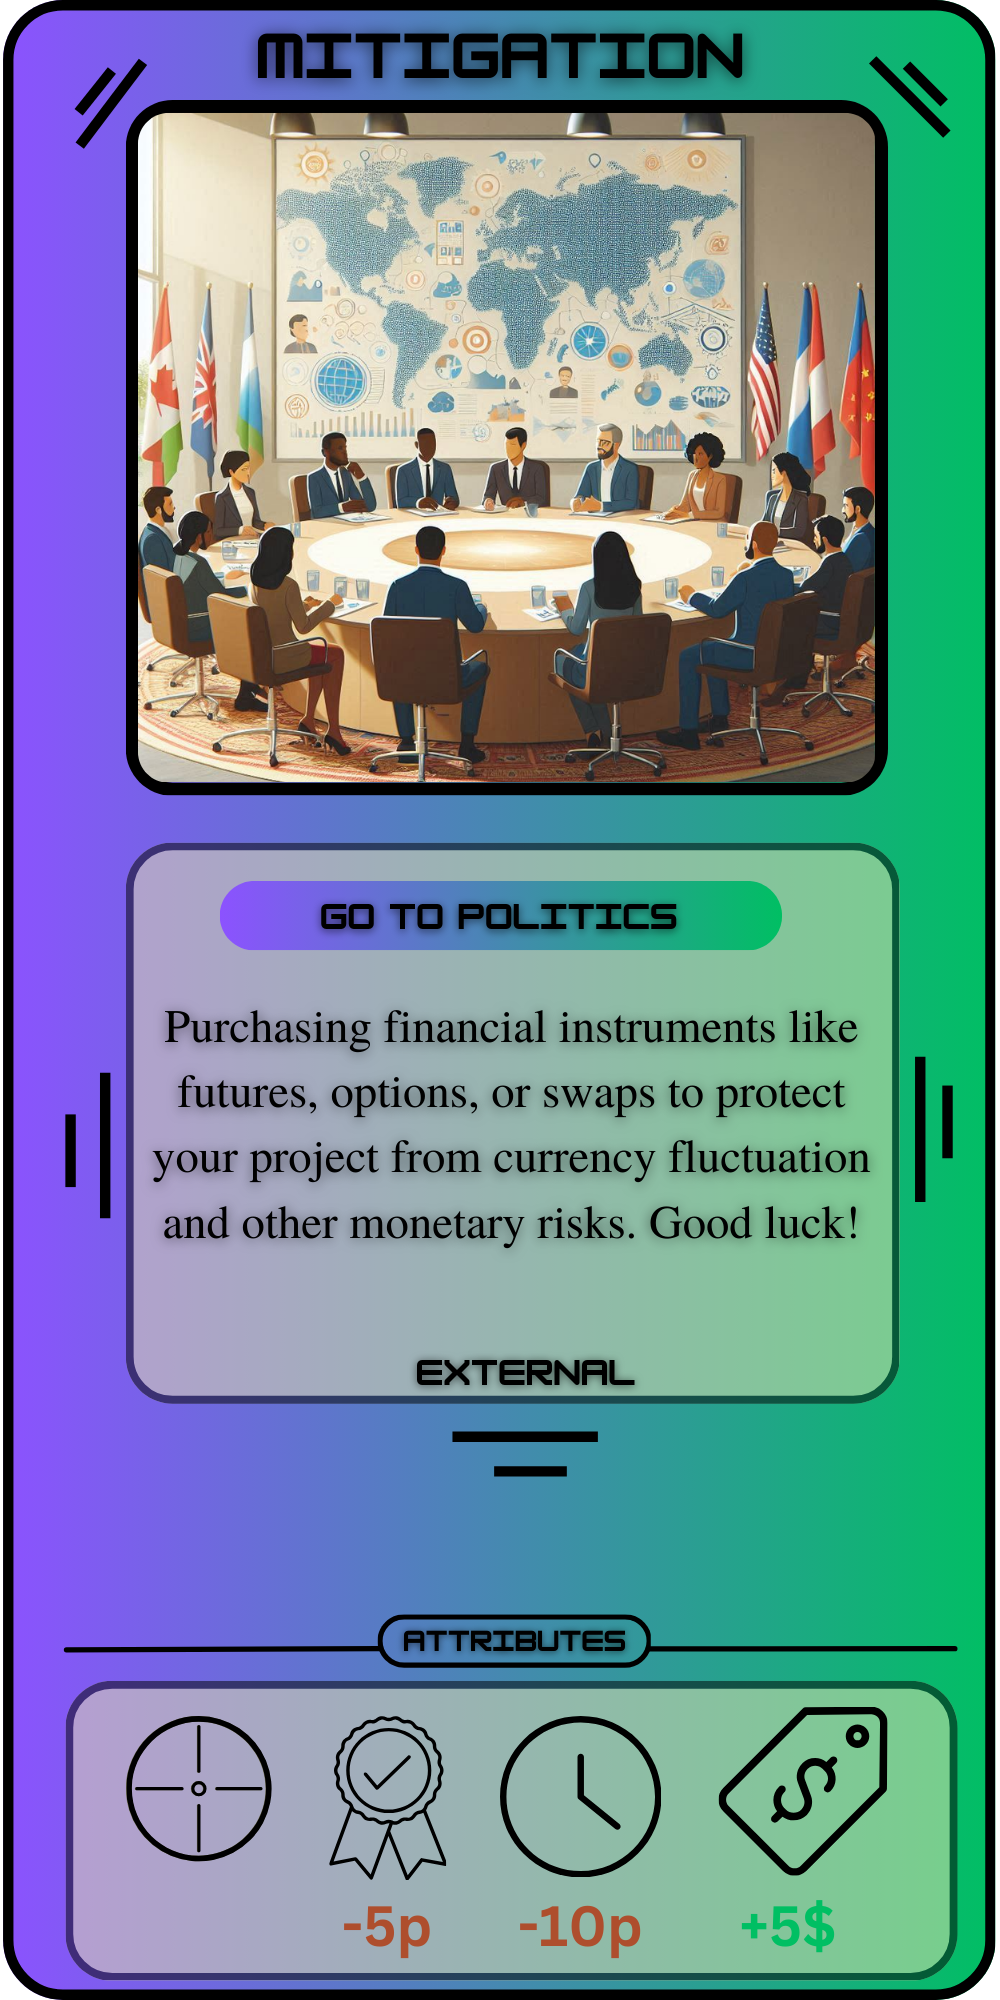 MITIGATION
GO TO POLITICS
Purchasing financial instruments like
futures, options, or swaps to protect
your project from currency fluctuation
and other monetary risks. Good luck!
EXTERNAL
ATTRIBUTES
-5p -10p +5$